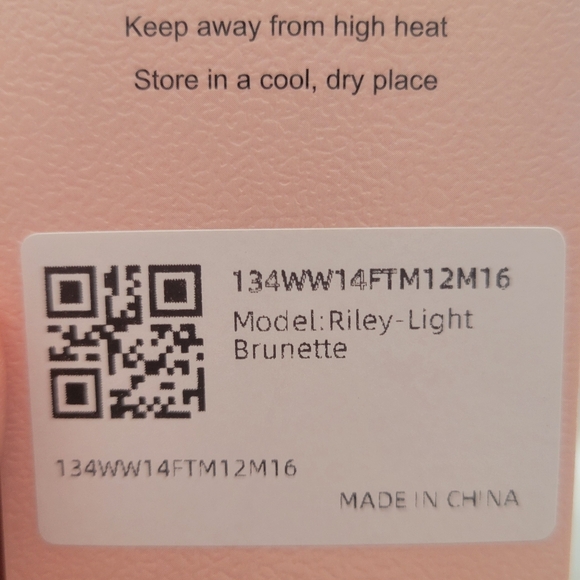 Keep away from high heat
Store in a cool, dry place
134WW14FTM12M16
Model:Riley-Light
Brunette
134WW14FTM12M16
MADE IN CHINA